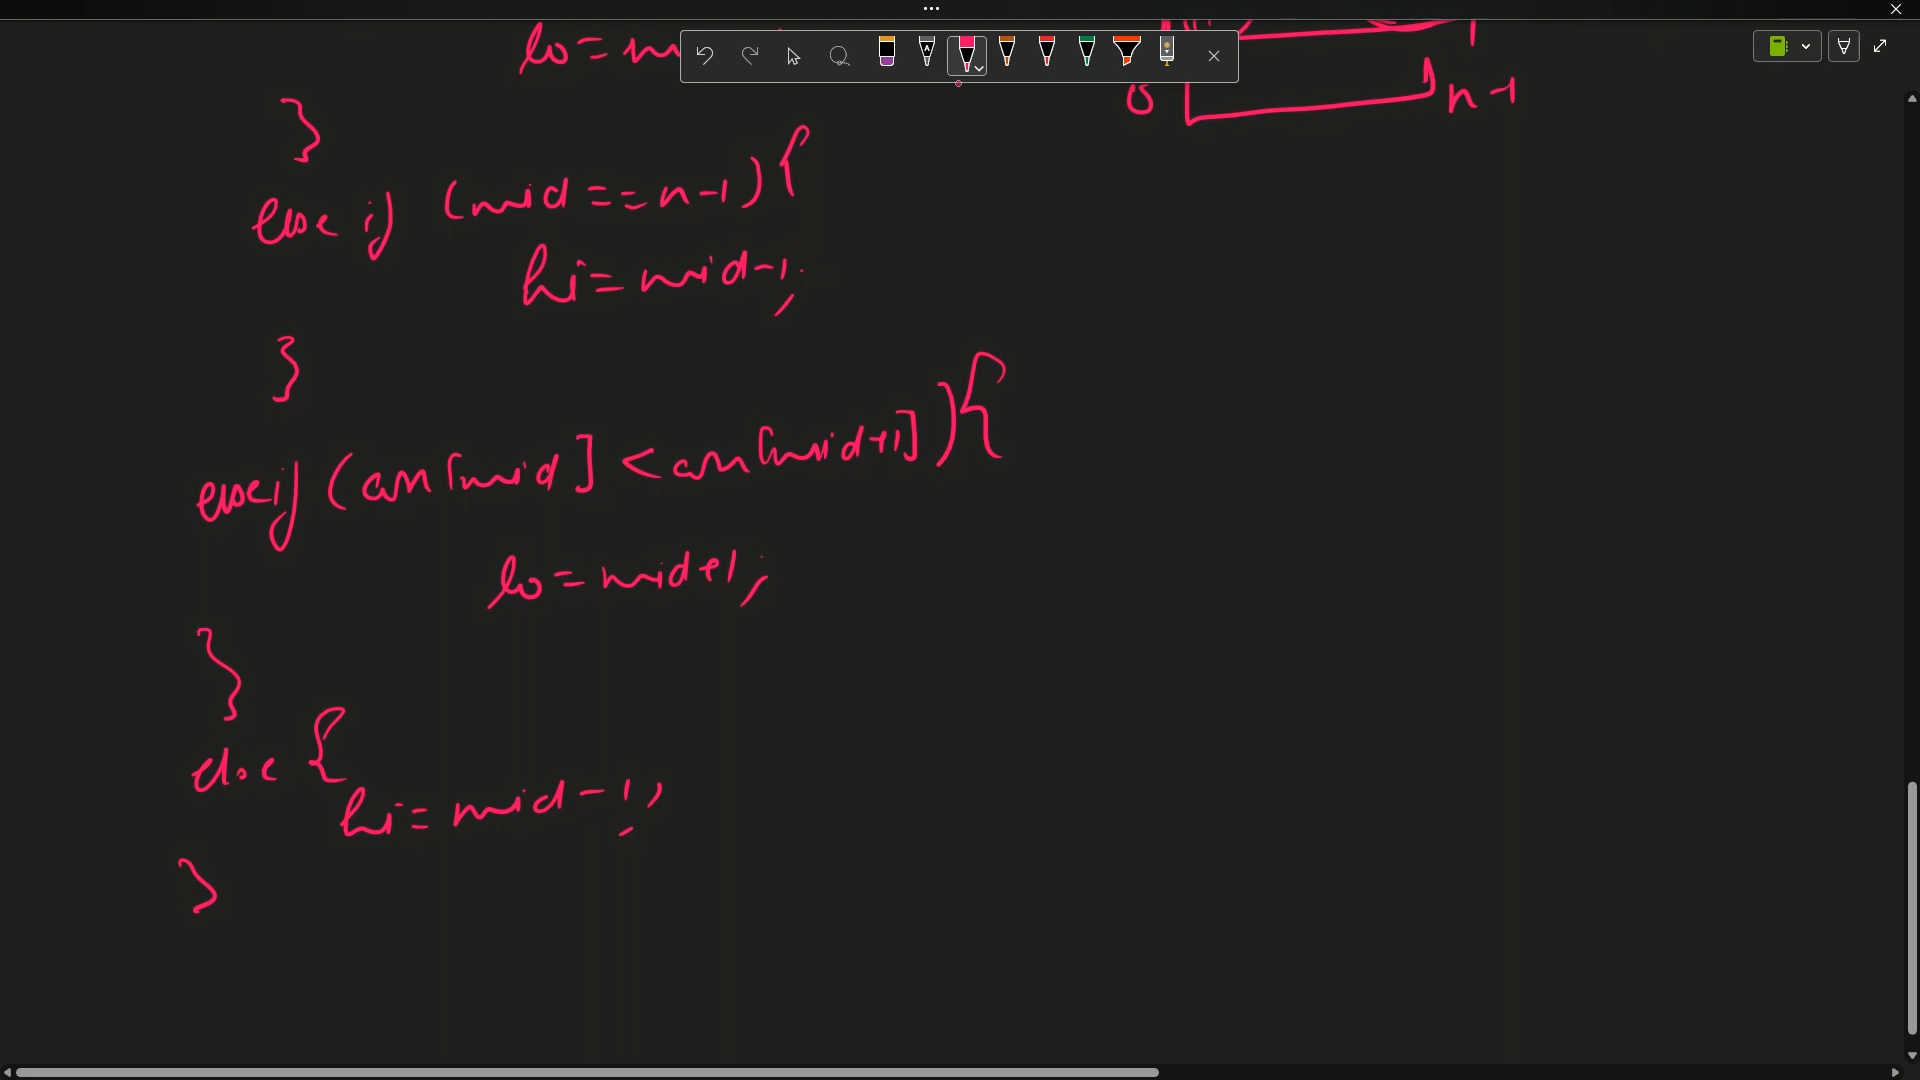 lo = m
0 n-1
}
else if (mid == n-1) {
hi = mid-1;
}
else if (arr[mid] < arr[mid+1]) {
lo = mid+1;
}
else {
hi = mid-1;
}